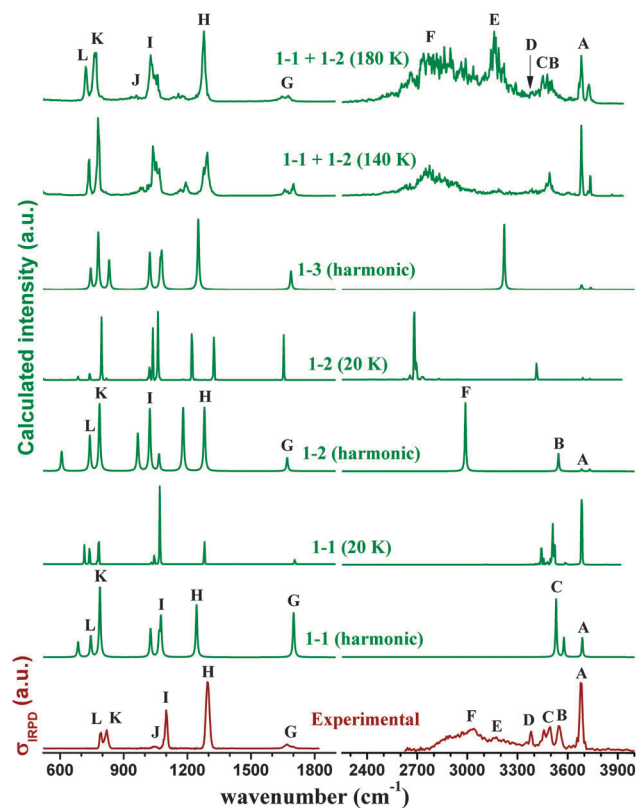 H
F
E
K
I
D
A
L
1-1 + 1-2 (180 K)
C B
J
G
1-1 + 1-2 (140 K)
1-3 (harmonic)
1-2 (20 K)
F
K
I
H
L
1-2 (harmonic)
G
B
A
1-1 (20 K)
K
C
I
H
G
L
1-1 (harmonic)
A
H
A
I
Experimental
F
L
K
E
D
C
B
J
G
Calculated intensity (a.u.)
σIRPD (a.u.)
600 900 1200 1500 1800 2400 2700 3000 3300 3600 3900
wavenumber (cm⁻¹)